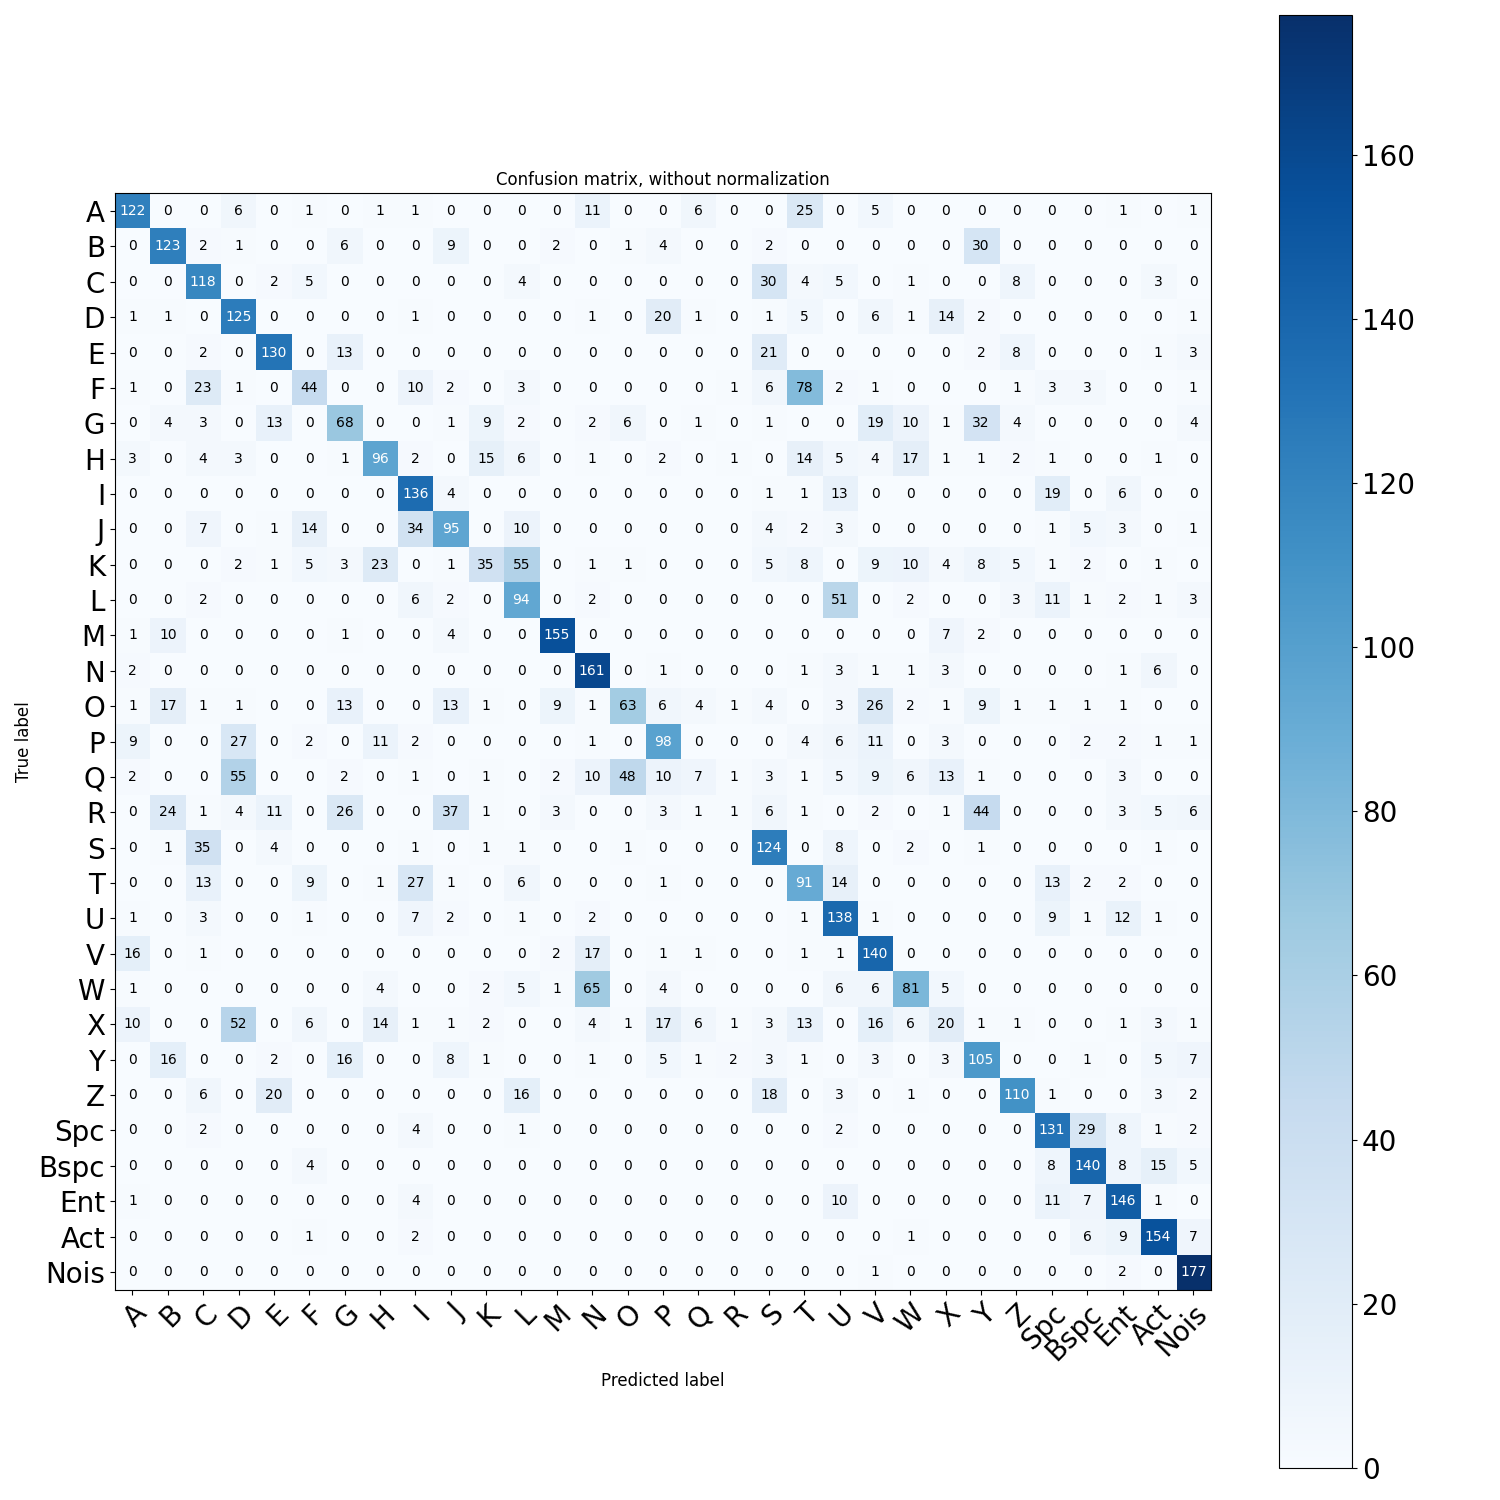 Confusion matrix, without normalization
A 122 0 0 6 0 1 0 1 1 0 0 0 0 11 0 0 6 0 0 25 0 5 0 0 0 0 0 0 1 0 1
B 0 123 2 1 0 0 6 0 0 9 0 0 2 0 1 4 0 0 2 0 0 0 0 0 30 0 0 0 0 0 0
C 0 0 118 0 2 5 0 0 0 0 0 4 0 0 0 0 0 0 30 4 5 0 1 0 0 8 0 0 0 3 0
D 1 1 0 125 0 0 0 0 1 0 0 0 0 1 0 20 1 0 1 5 0 6 1 14 2 0 0 0 0 0 1
E 0 0 2 0 130 0 13 0 0 0 0 0 0 0 0 0 0 0 21 0 0 0 0 0 2 8 0 0 0 1 3
F 1 0 23 1 0 44 0 0 10 2 0 3 0 0 0 0 0 1 6 78 2 1 0 0 0 1 3 3 0 0 1
G 0 4 3 0 13 0 68 0 0 1 9 2 0 2 6 0 1 0 1 0 0 19 10 1 32 4 0 0 0 0 4
H 3 0 4 3 0 0 1 96 2 0 15 6 0 1 0 2 0 1 0 14 5 4 17 1 1 2 1 0 0 1 0
I 0 0 0 0 0 0 0 0 136 4 0 0 0 0 0 0 0 0 1 1 13 0 0 0 0 0 19 0 6 0 0
J 0 0 7 0 1 14 0 0 34 95 0 10 0 0 0 0 0 0 4 2 3 0 0 0 0 0 1 5 3 0 1
K 0 0 0 2 1 5 3 23 0 1 35 55 0 1 1 0 0 0 5 8 0 9 10 4 8 5 1 2 0 1 0
L 0 0 2 0 0 0 0 0 6 2 0 94 0 2 0 0 0 0 0 0 51 0 2 0 0 3 11 1 2 1 3
M 1 10 0 0 0 0 1 0 0 4 0 0 155 0 0 0 0 0 0 0 0 0 0 7 2 0 0 0 0 0 0
N 2 0 0 0 0 0 0 0 0 0 0 0 0 161 0 1 0 0 0 1 3 1 1 3 0 0 0 0 1 6 0
O 1 17 1 1 0 0 13 0 0 13 1 0 9 1 63 6 4 1 4 0 3 26 2 1 9 1 1 1 1 0 0
P 9 0 0 27 0 2 0 11 2 0 0 0 0 1 0 98 0 0 0 4 6 11 0 3 0 0 0 2 2 1 1
Q 2 0 0 55 0 0 2 0 1 0 1 0 2 10 48 10 7 1 3 1 5 9 6 13 1 0 0 0 3 0 0
R 0 24 1 4 11 0 26 0 0 37 1 0 3 0 0 3 1 1 6 1 0 2 0 1 44 0 0 0 3 5 6
S 0 1 35 0 4 0 0 0 1 0 1 1 0 0 1 0 0 0 124 0 8 0 2 0 1 0 0 0 0 1 0
T 0 0 13 0 0 9 0 1 27 1 0 6 0 0 0 1 0 0 0 91 14 0 0 0 0 0 13 2 2 0 0
U 1 0 3 0 0 1 0 0 7 2 0 1 0 2 0 0 0 0 0 1 138 1 0 0 0 0 9 1 12 1 0
V 16 0 1 0 0 0 0 0 0 0 0 0 2 17 0 1 1 0 0 1 1 140 0 0 0 0 0 0 0 0 0
W 1 0 0 0 0 0 0 4 0 0 2 5 1 65 0 4 0 0 0 0 6 6 81 5 0 0 0 0 0 0 0
X 10 0 0 52 0 6 0 14 1 1 2 0 0 4 1 17 6 1 3 13 0 16 6 20 1 1 0 0 1 3 1
Y 0 16 0 0 2 0 16 0 0 8 1 0 0 1 0 5 1 2 3 1 0 3 0 3 105 0 0 1 0 5 7
Z 0 0 6 0 20 0 0 0 0 0 0 16 0 0 0 0 0 0 18 0 3 0 1 0 0 110 1 0 0 3 2
Spc 0 0 2 0 0 0 0 0 4 0 0 1 0 0 0 0 0 0 0 0 2 0 0 0 0 0 131 29 8 1 2
Bspc 0 0 0 0 0 4 0 0 0 0 0 0 0 0 0 0 0 0 0 0 0 0 0 0 0 0 8 140 8 15 5
Ent 1 0 0 0 0 0 0 0 4 0 0 0 0 0 0 0 0 0 0 0 10 0 0 0 0 0 11 7 146 1 0
Act 0 0 0 0 0 1 0 0 2 0 0 0 0 0 0 0 0 0 0 0 0 0 1 0 0 0 0 6 9 154 7
Nois 0 0 0 0 0 0 0 0 0 0 0 0 0 0 0 0 0 0 0 0 0 1 0 0 0 0 0 0 2 0 177
A B C D E F G H I J K L M N O P Q R S T U V W X Y Z Spc Bspc Ent Act Nois
Predicted label
True label
160
140
120
100
80
60
40
20
0